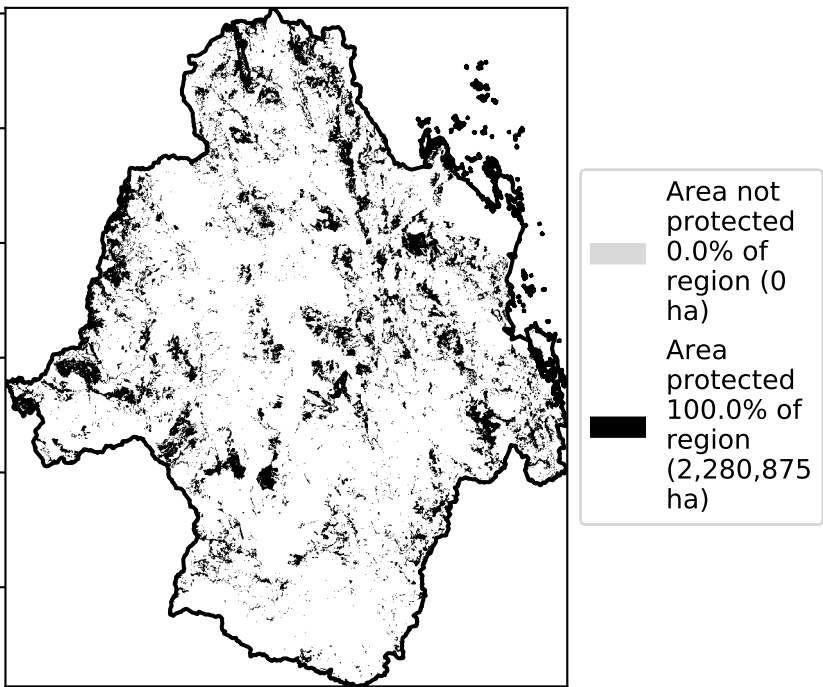 Area not
protected
0.0% of
region (0
ha)
Area
protected
100.0% of
region
(2,280,875
ha)